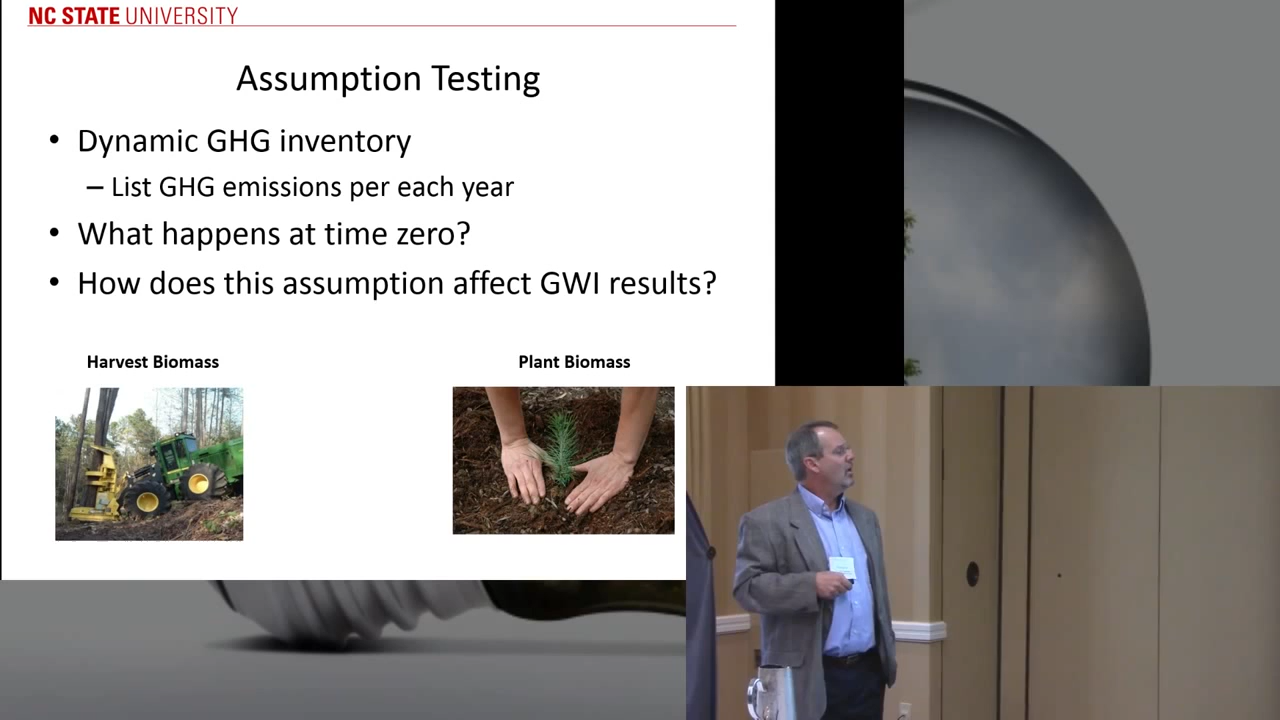 NC STATE UNIVERSITY
Assumption Testing
• Dynamic GHG inventory
– List GHG emissions per each year
• What happens at time zero?
• How does this assumption affect GWI results?
Harvest Biomass
Plant Biomass